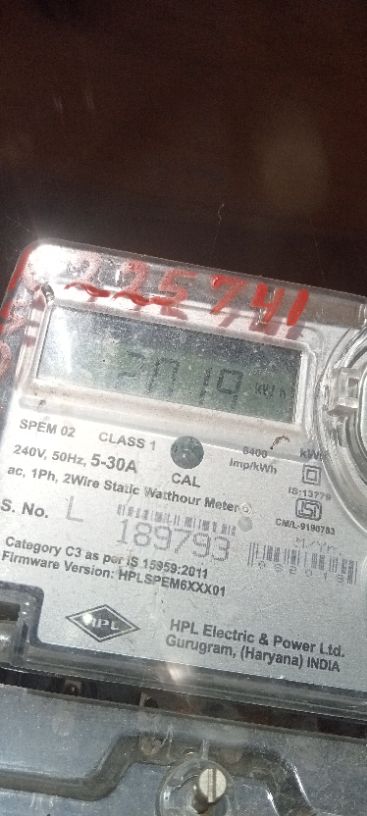 225741
kWh
SPEM 02 CLASS 1 6400 kWh
240V, 50Hz, 5-30A CAL Imp/kWh
ac, 1Ph, 2Wire Static Watthour Meter IS:13779
S. No. L 189793 CM/L-9190783
Category C3 as per IS 15959:2011
Firmware Version: HPLSPEM6XXX01
HPL
HPL Electric & Power Ltd.
Gurugram, (Haryana) INDIA